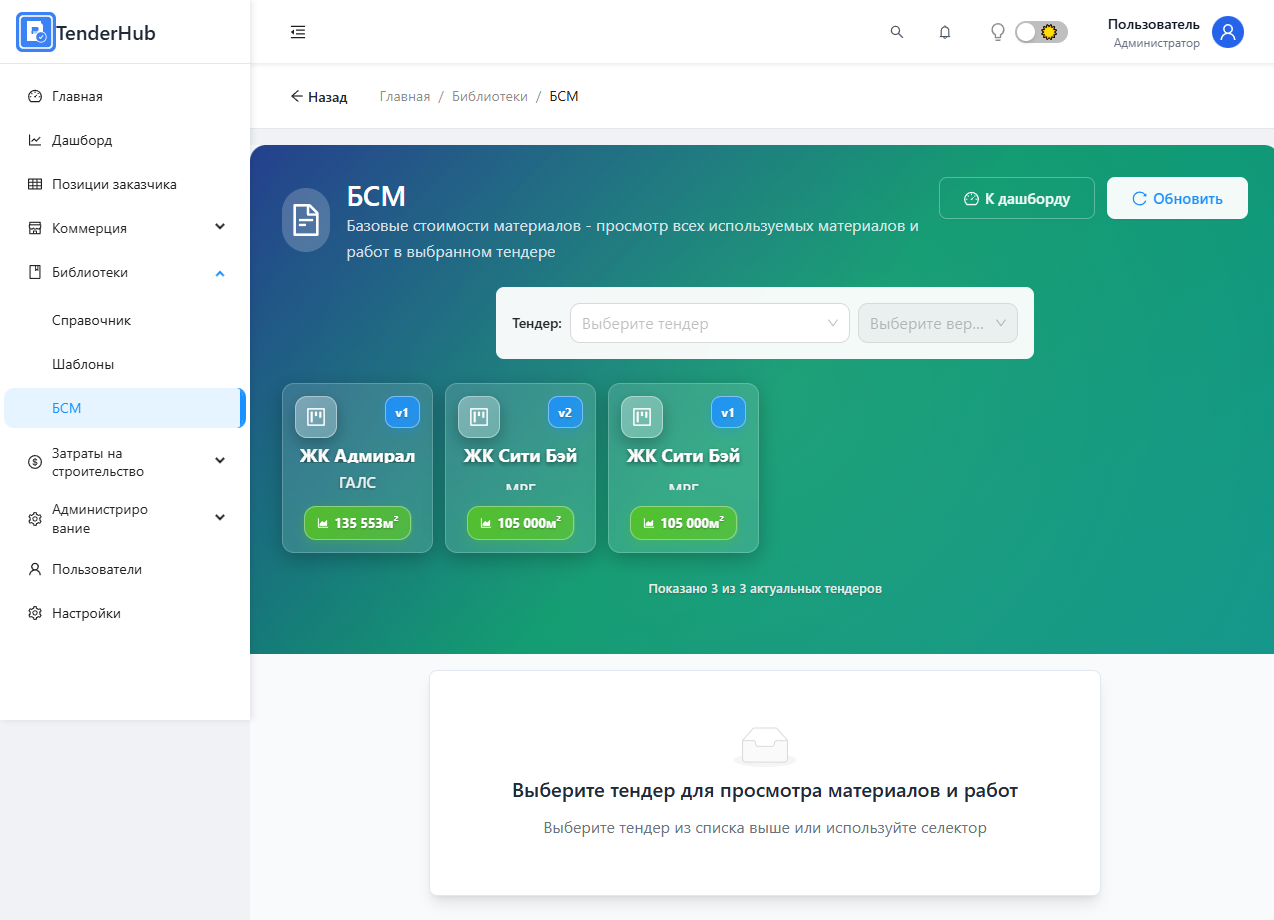 TenderHub
Пользователь
Администратор
Главная
Дашборд
Позиции заказчика
Коммерция
Библиотеки
Справочник
Шаблоны
БСМ
Затраты на
строительство
Администриро
вание
Пользователи
Настройки
Назад
Главная / Библиотеки / БСМ
БСМ
Базовые стоимости материалов - просмотр всех используемых материалов и
работ в выбранном тендере
К дашборду
Обновить
Тендер:
Выберите тендер
Выберите вер...
v1
ЖК Адмирал
ГАЛС
135 553м²
v2
ЖК Сити Бэй
МРГ
105 000м²
v1
ЖК Сити Бэй
МРГ
105 000м²
Показано 3 из 3 актуальных тендеров
Выберите тендер для просмотра материалов и работ
Выберите тендер из списка выше или используйте селектор